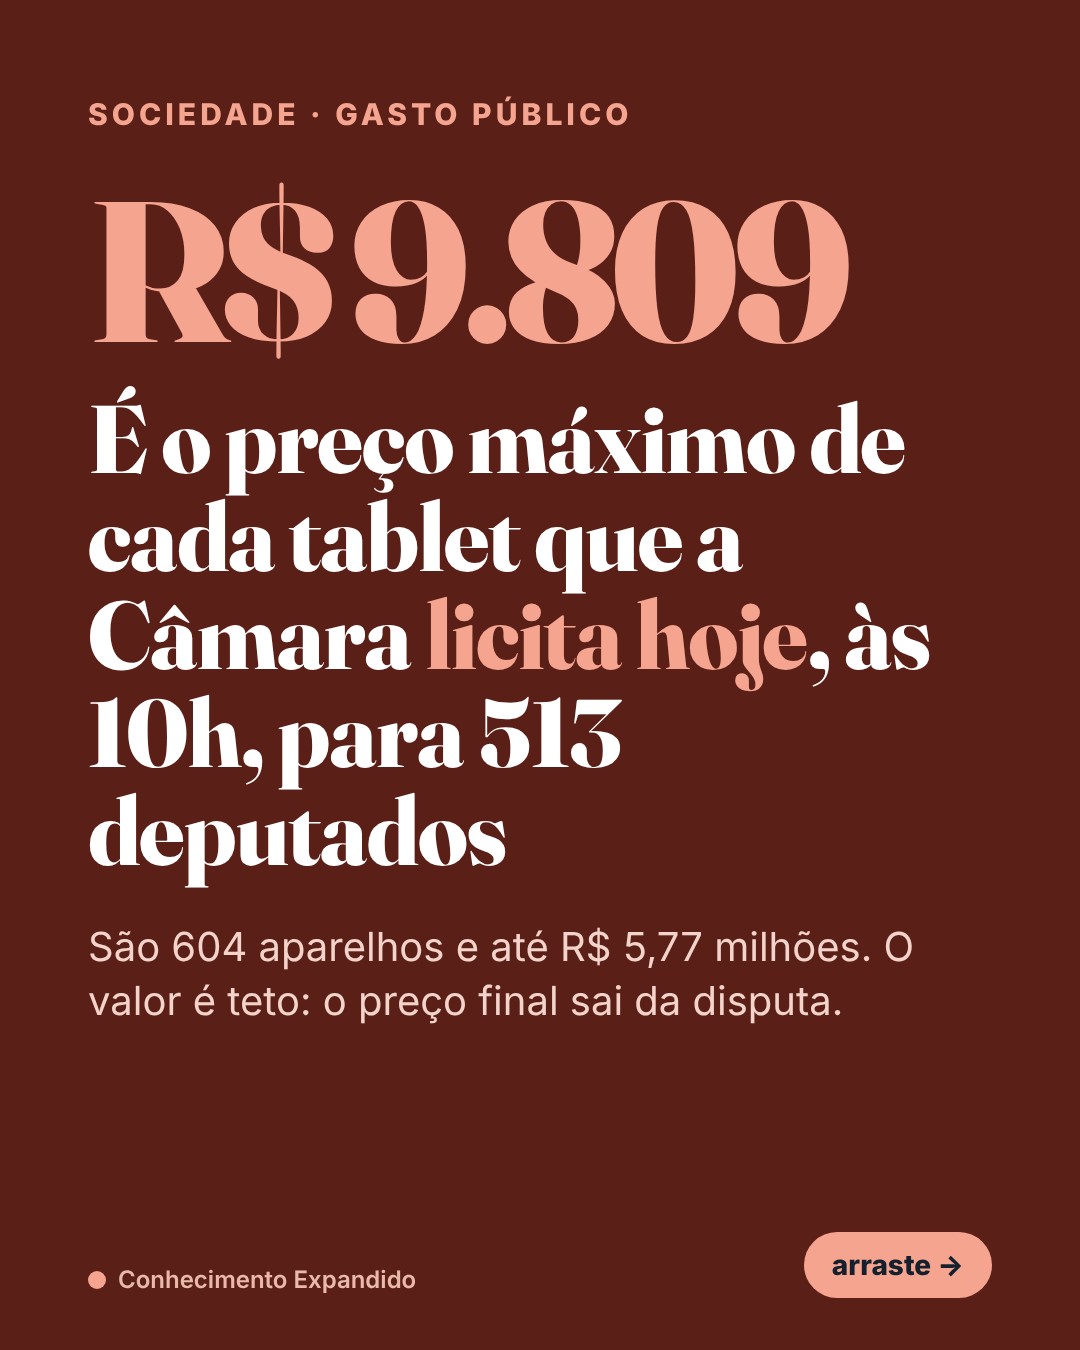 SOCIEDADE · GASTO PÚBLICO
R$ 9.809
É o preço máximo de
cada tablet que a
Câmara licita hoje, às
10h, para 513
deputados
São 604 aparelhos e até R$ 5,77 milhões. O
valor é teto: o preço final sai da disputa.
Conhecimento Expandido
arraste →